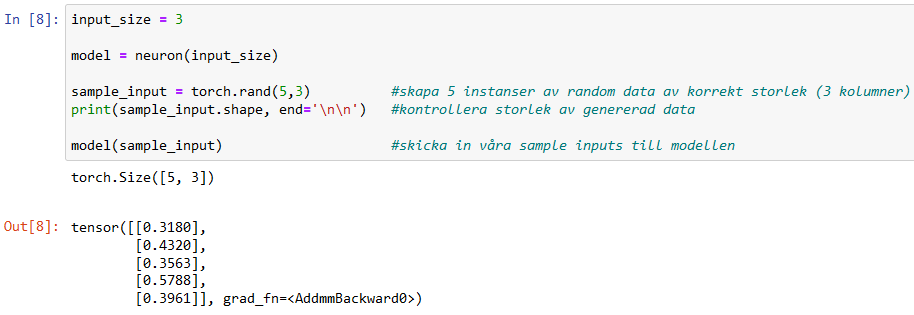 In [8]: input_size = 3
model = neuron(input_size)
sample_input = torch.rand(5,3) #skapa 5 instanser av random data av korrekt storlek (3 kolumner)
print(sample_input.shape, end='\n\n') #kontrollera storlek av genererad data
model(sample_input) #skicka in våra sample inputs till modellen
torch.Size([5, 3])
Out[8]: tensor([[0.3180],
[0.4320],
[0.3563],
[0.5788],
[0.3961]], grad_fn=<AddmmBackward0>)